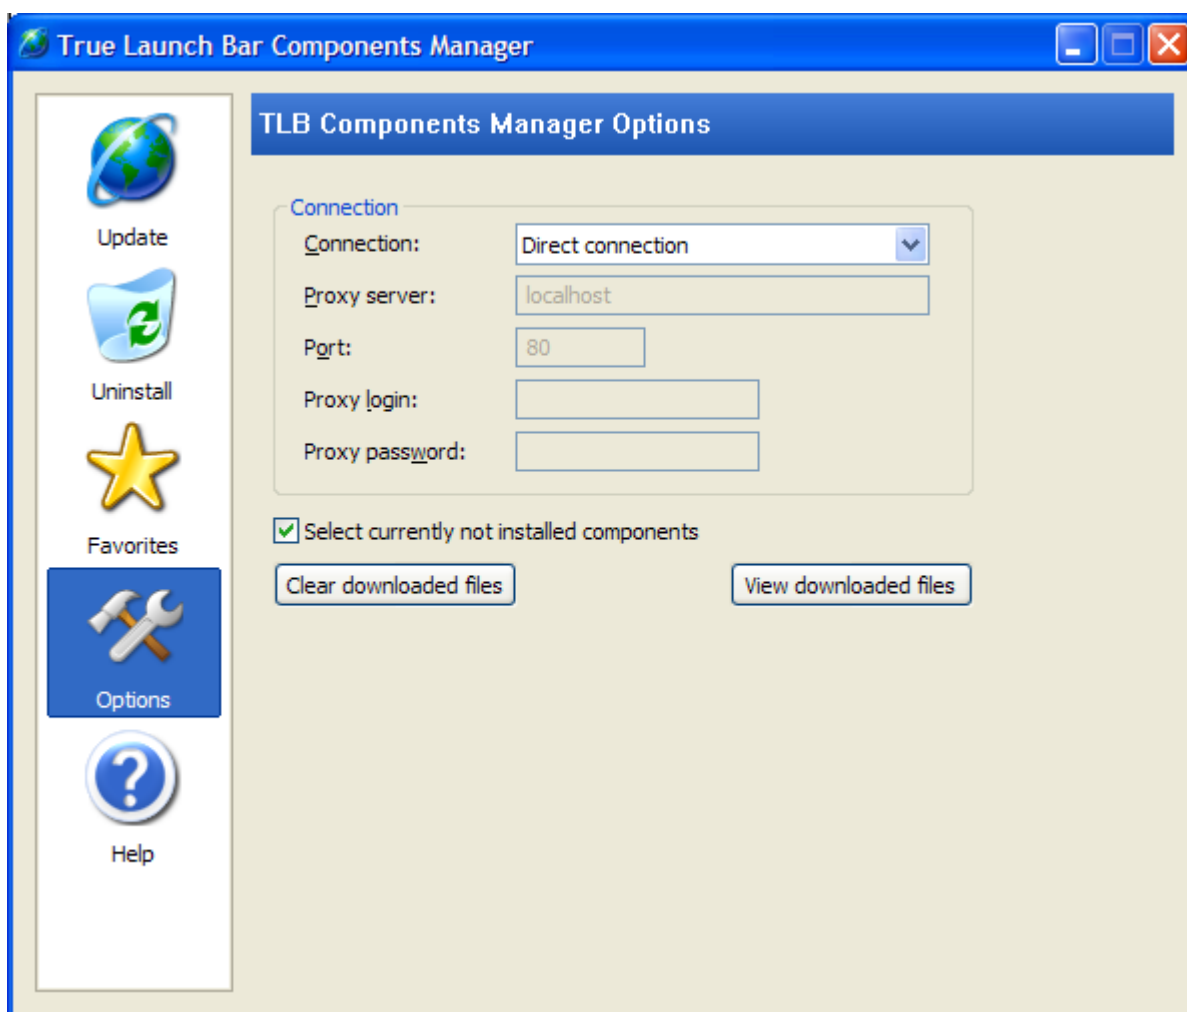 True Launch Bar Components Manager
TLB Components Manager Options
Update
Uninstall
Favorites
Options
Help
Connection
Connection: Direct connection
Proxy server: localhost
Port: 80
Proxy login:
Proxy password:
Select currently not installed components
Clear downloaded files View downloaded files